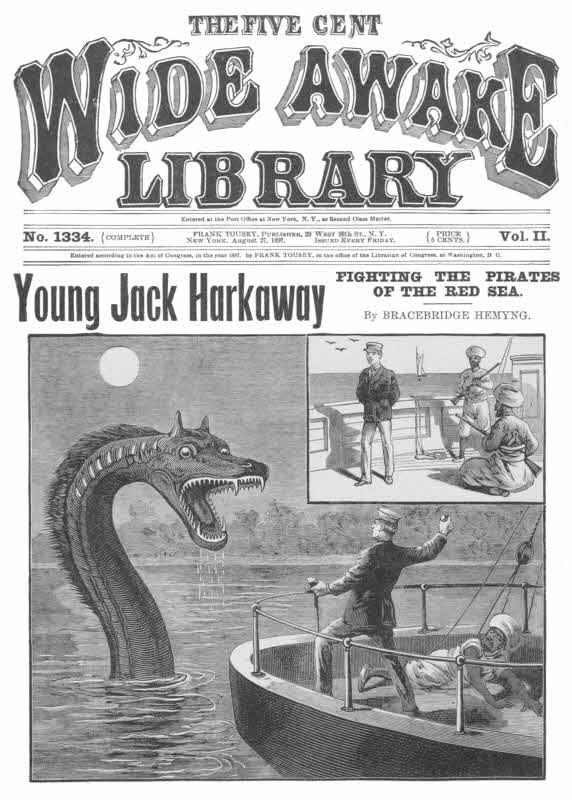 THE FIVE CENT
WIDE AWAKE
LIBRARY
Entered at the Post Office at New York, N. Y., as Second Class Matter.
No. 1334. {COMPLETE} FRANK TOUSEY, PUBLISHER, 29 WEST 26th St., N. Y. {PRICE Vol. II.
NEW YORK, August 27, 1897. ISSUED EVERY FRIDAY. 5 CENTS.}
Entered according to the Act of Congress, in the year 1897, by FRANK TOUSEY, in the office of the Librarian of Congress, at Washington, D. C.
Young Jack Harkaway
FIGHTING THE PIRATES
OF THE RED SEA.
By BRACEBRIDGE HEMYNG.